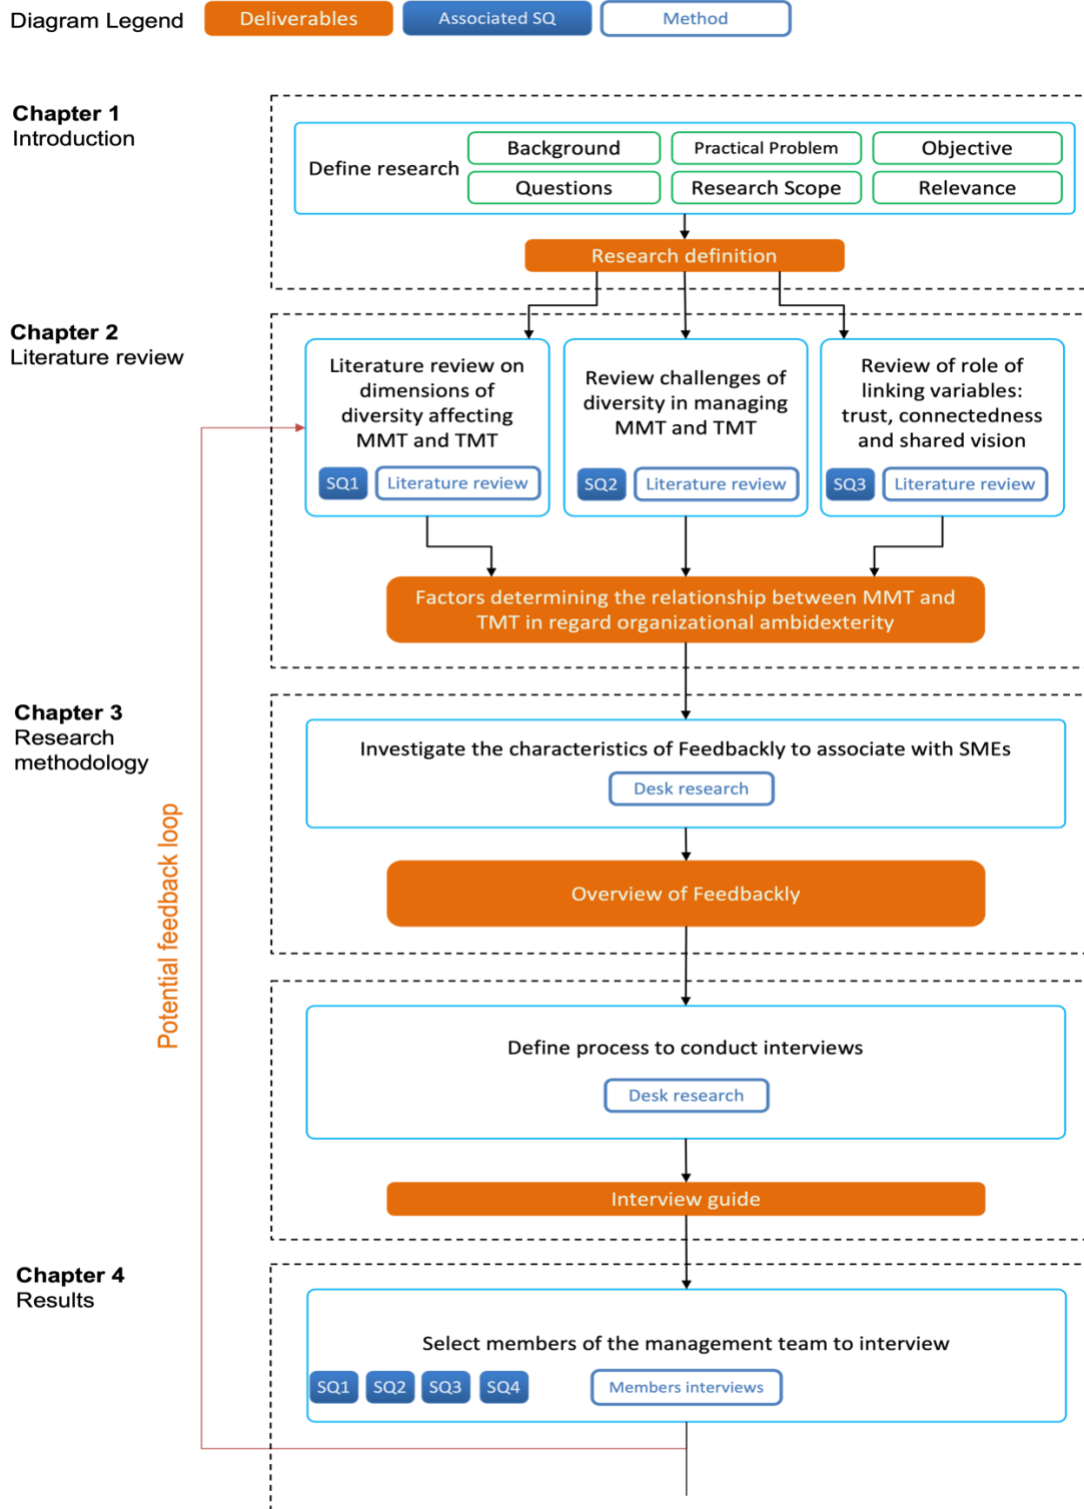 Diagram Legend
Deliverables
Associated SQ
Method
Chapter 1
Introduction
Define research
Background
Practical Problem
Objective
Questions
Research Scope
Relevance
Research definition
Chapter 2
Literature review
Literature review on
dimensions of
diversity affecting
MMT and TMT
SQ1
Literature review
Review challenges of
diversity in managing
MMT and TMT
SQ2
Literature review
Review of role of
linking variables:
trust, connectedness
and shared vision
SQ3
Literature review
Factors determining the relationship between MMT and
TMT in regard organizational ambidexterity
Chapter 3
Research
methodology
Investigate the characteristics of Feedbackly to associate with SMEs
Desk research
Overview of Feedbackly
Potential feedback loop
Define process to conduct interviews
Desk research
Interview guide
Chapter 4
Results
Select members of the management team to interview
SQ1
SQ2
SQ3
SQ4
Members interviews